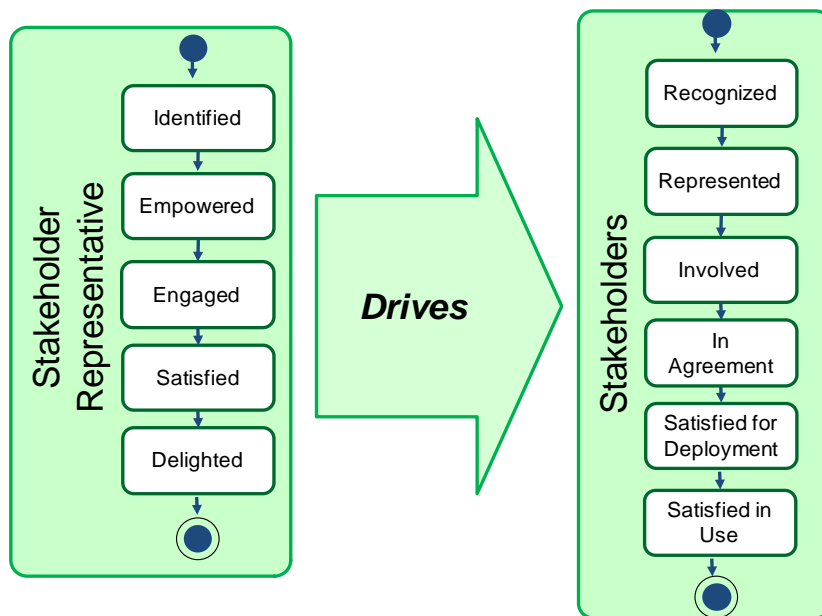 Stakeholder
Representative
Identified
Empowered
Engaged
Satisfied
Delighted
Drives
Stakeholders
Recognized
Represented
Involved
In
Agreement
Satisfied for
Deployment
Satisfied in
Use